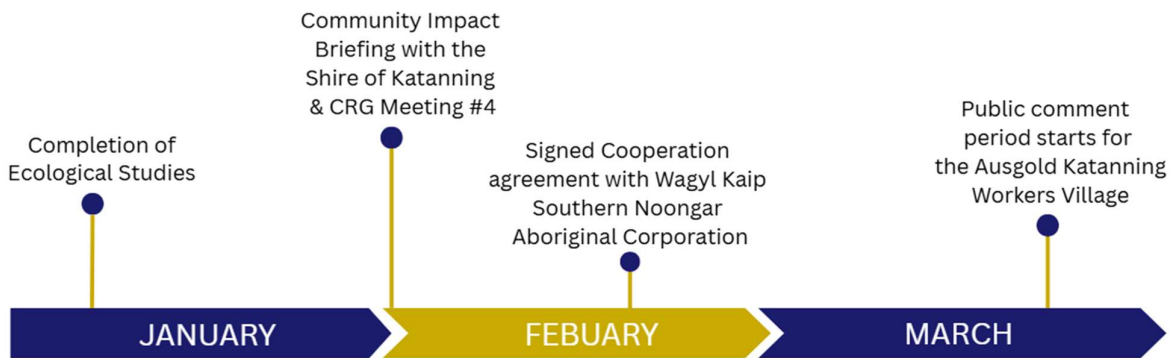 Completion of
Ecological Studies
Community Impact
Briefing with the
Shire of Katanning
& CRG Meeting #4
Signed Cooperation
agreement with Wagyl Kaip
Southern Noongar
Aboriginal Corporation
Public comment
period starts for
the Ausgold Katanning
Workers Village
JANUARY
FEBUARY
MARCH